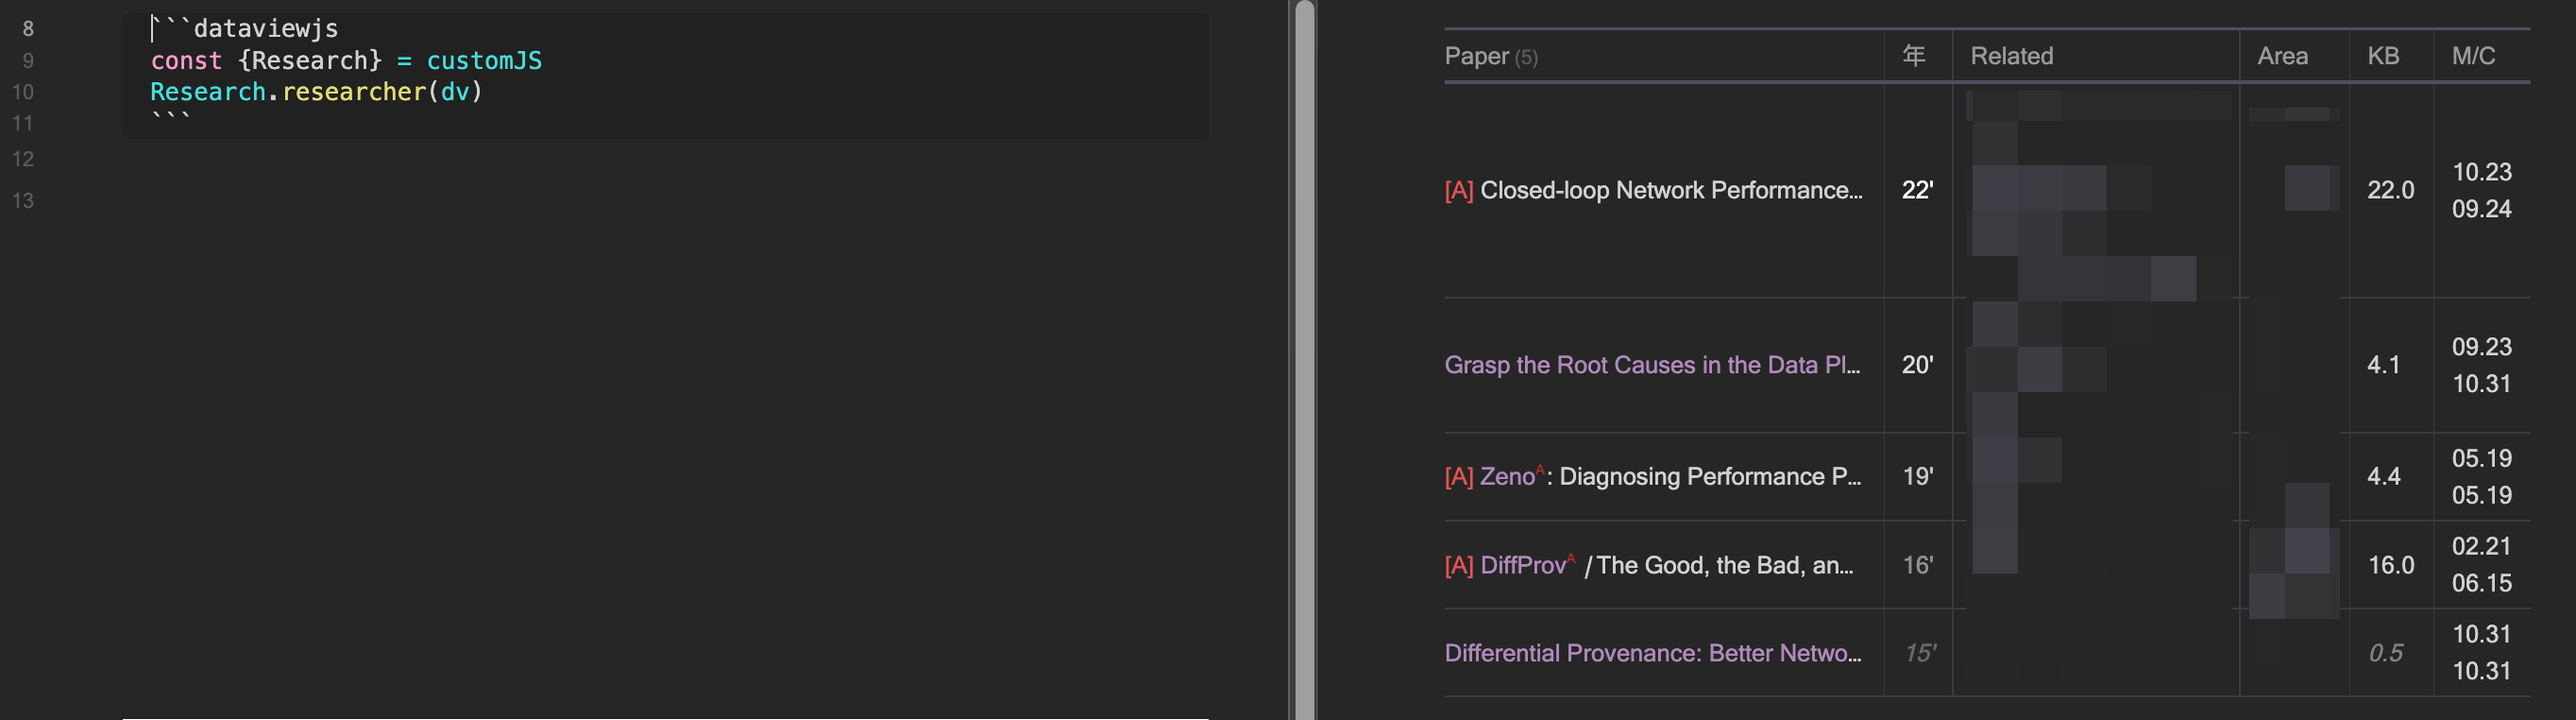 8 ```dataviewjs
9 const {Research} = customJS
10 Research.researcher(dv)
11 ```
12
13
Paper (5) 年 Related Area KB M/C
[A] Closed-loop Network Performance... 22' 22.0 10.23
09.24
Grasp the Root Causes in the Data Pl... 20' 4.1 09.23
10.31
[A] Zeno^A: Diagnosing Performance P... 19' 4.4 05.19
05.19
[A] DiffProv^A / The Good, the Bad, an... 16' 16.0 02.21
06.15
Differential Provenance: Better Netwo... 15' 0.5 10.31
10.31